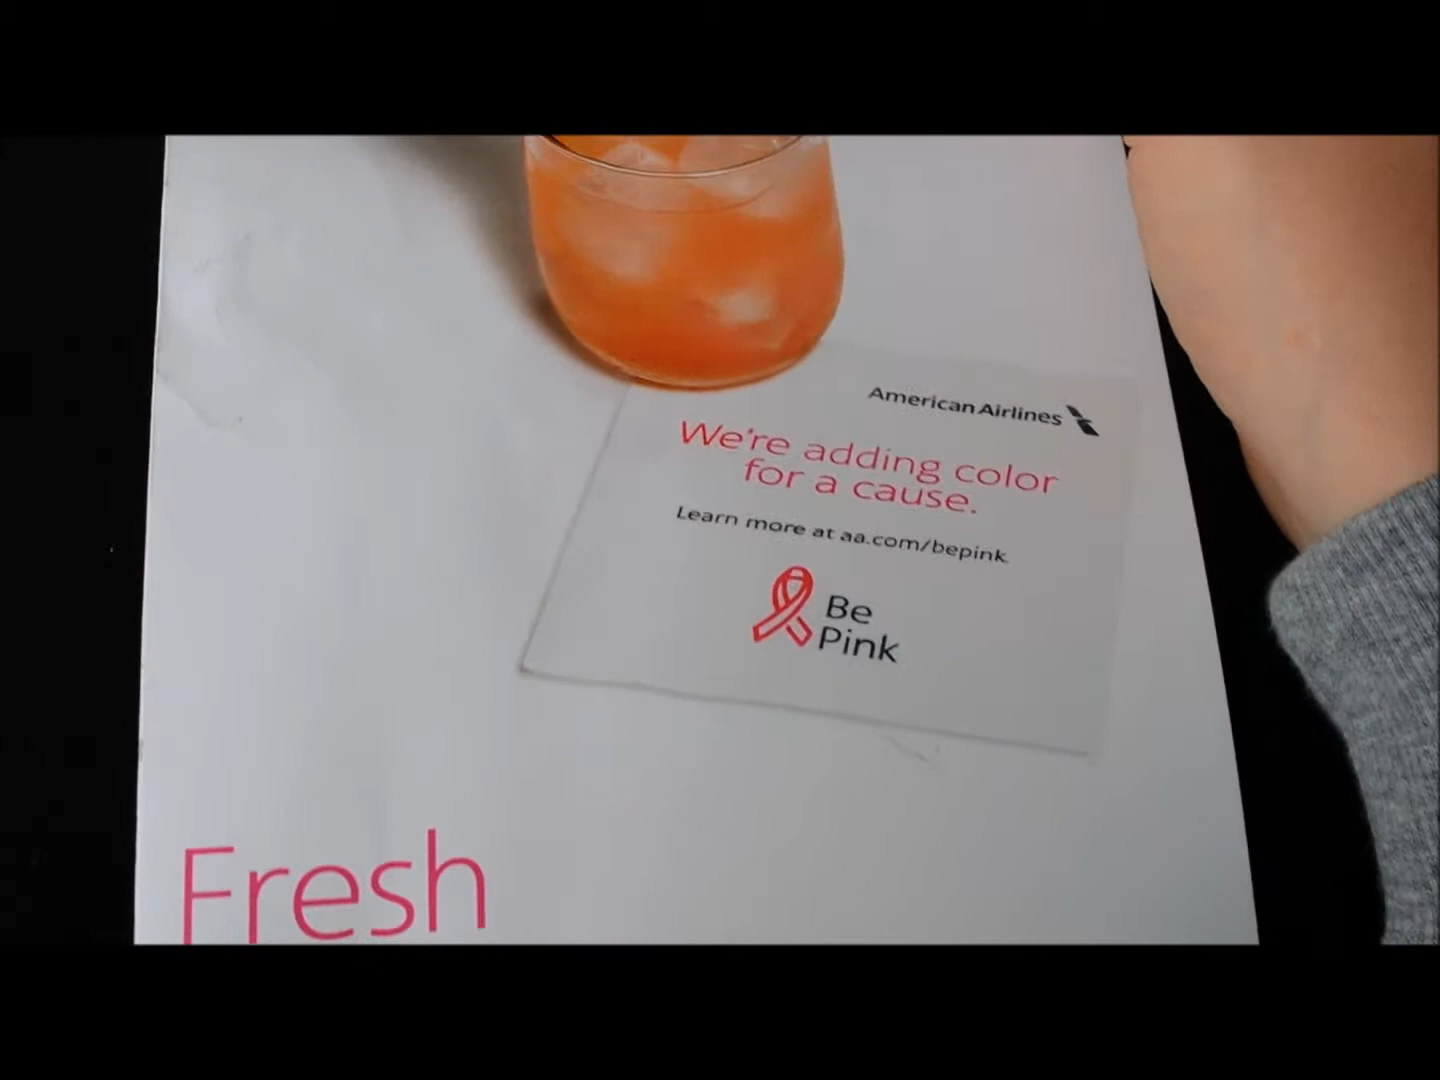 American Airlines
We're adding color
for a cause.
Learn more at aa.com/bepink
Be
Pink
Fresh